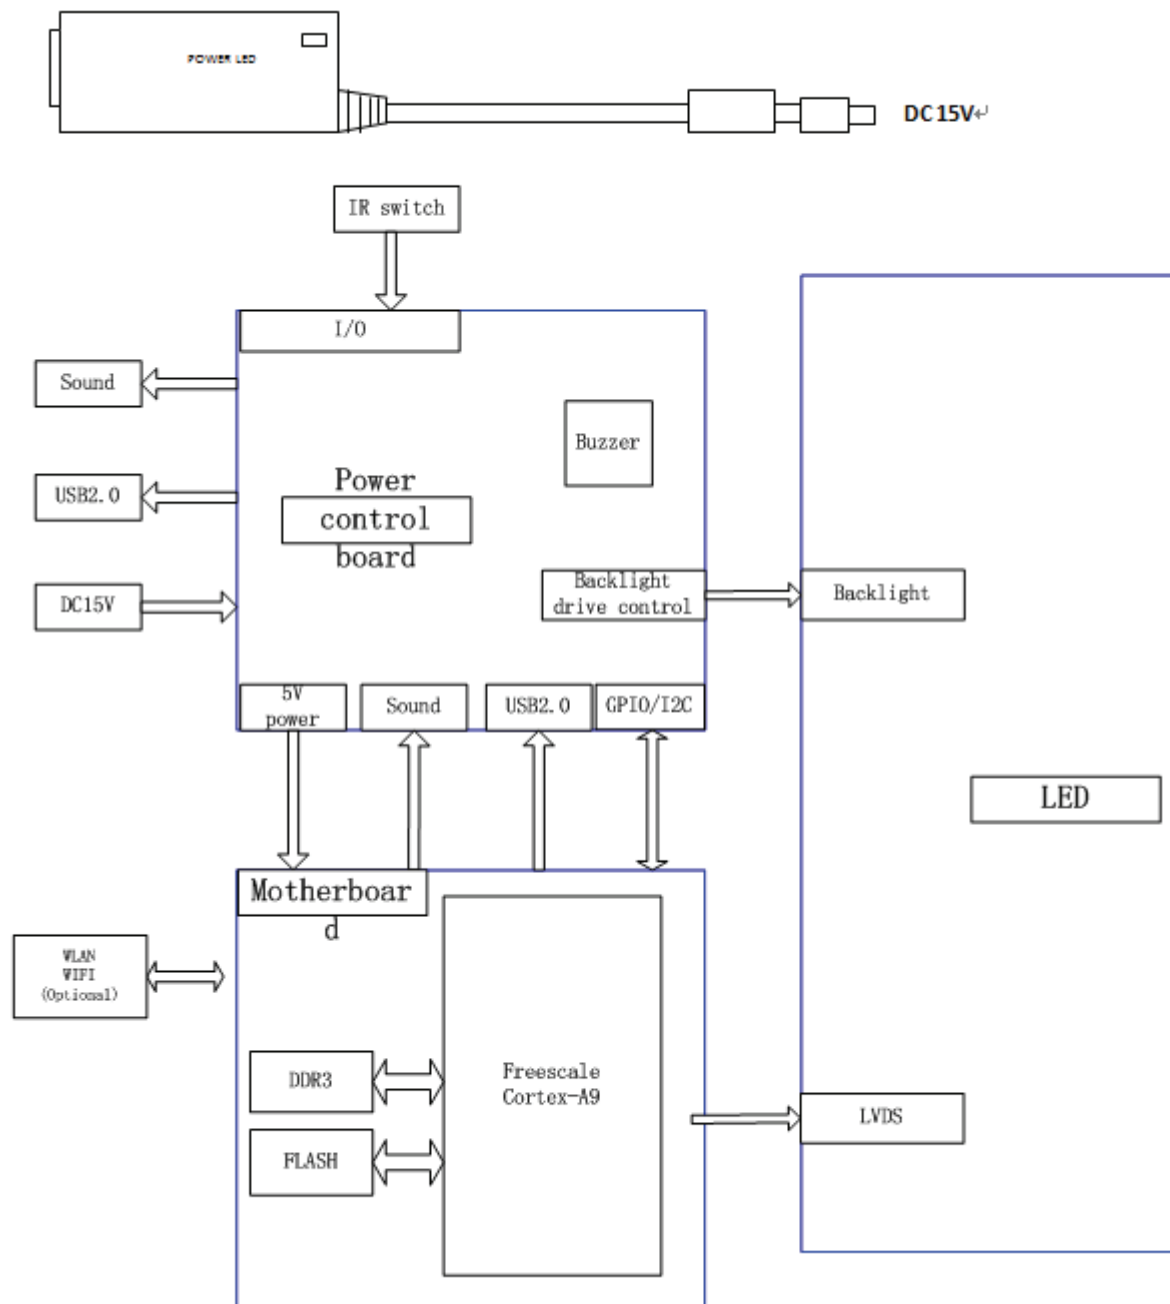 POWER LED
DC15V↵
IR switch
I/O
Sound
Buzzer
USB2.0
Power
control
board
DC15V
Backlight
drive control
Backlight
5V
power
Sound
USB2.0
GPIO/I2C
LED
Motherboar
d
WLAN
WIFI
(Optional)
DDR3
Freescale
Cortex-A9
FLASH
LVDS